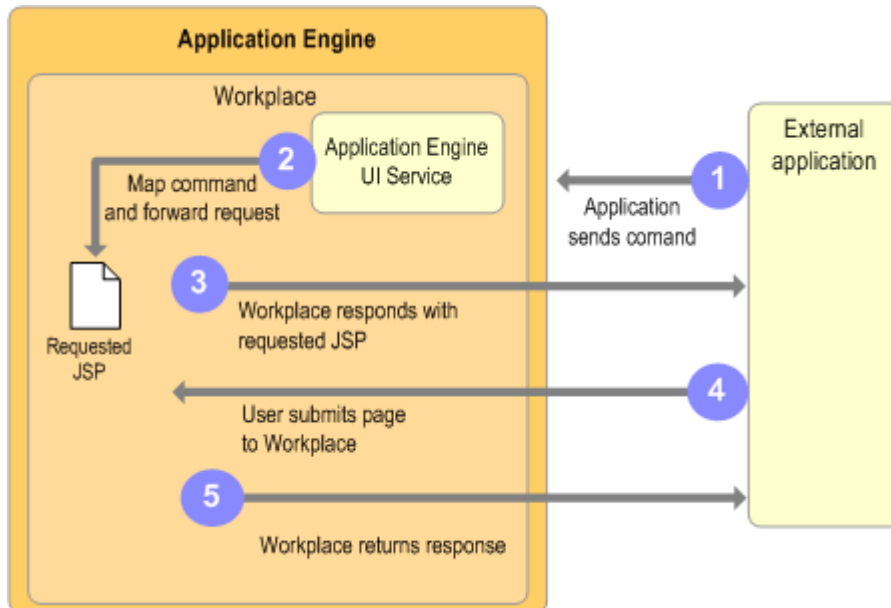 Application Engine
Workplace
Application Engine
UI Service
2
Map command
and forward request
External
application
1
Application
sends comand
Requested
JSP
3
Workplace responds with
requested JSP
4
User submits page
to Workplace
5
Workplace returns response